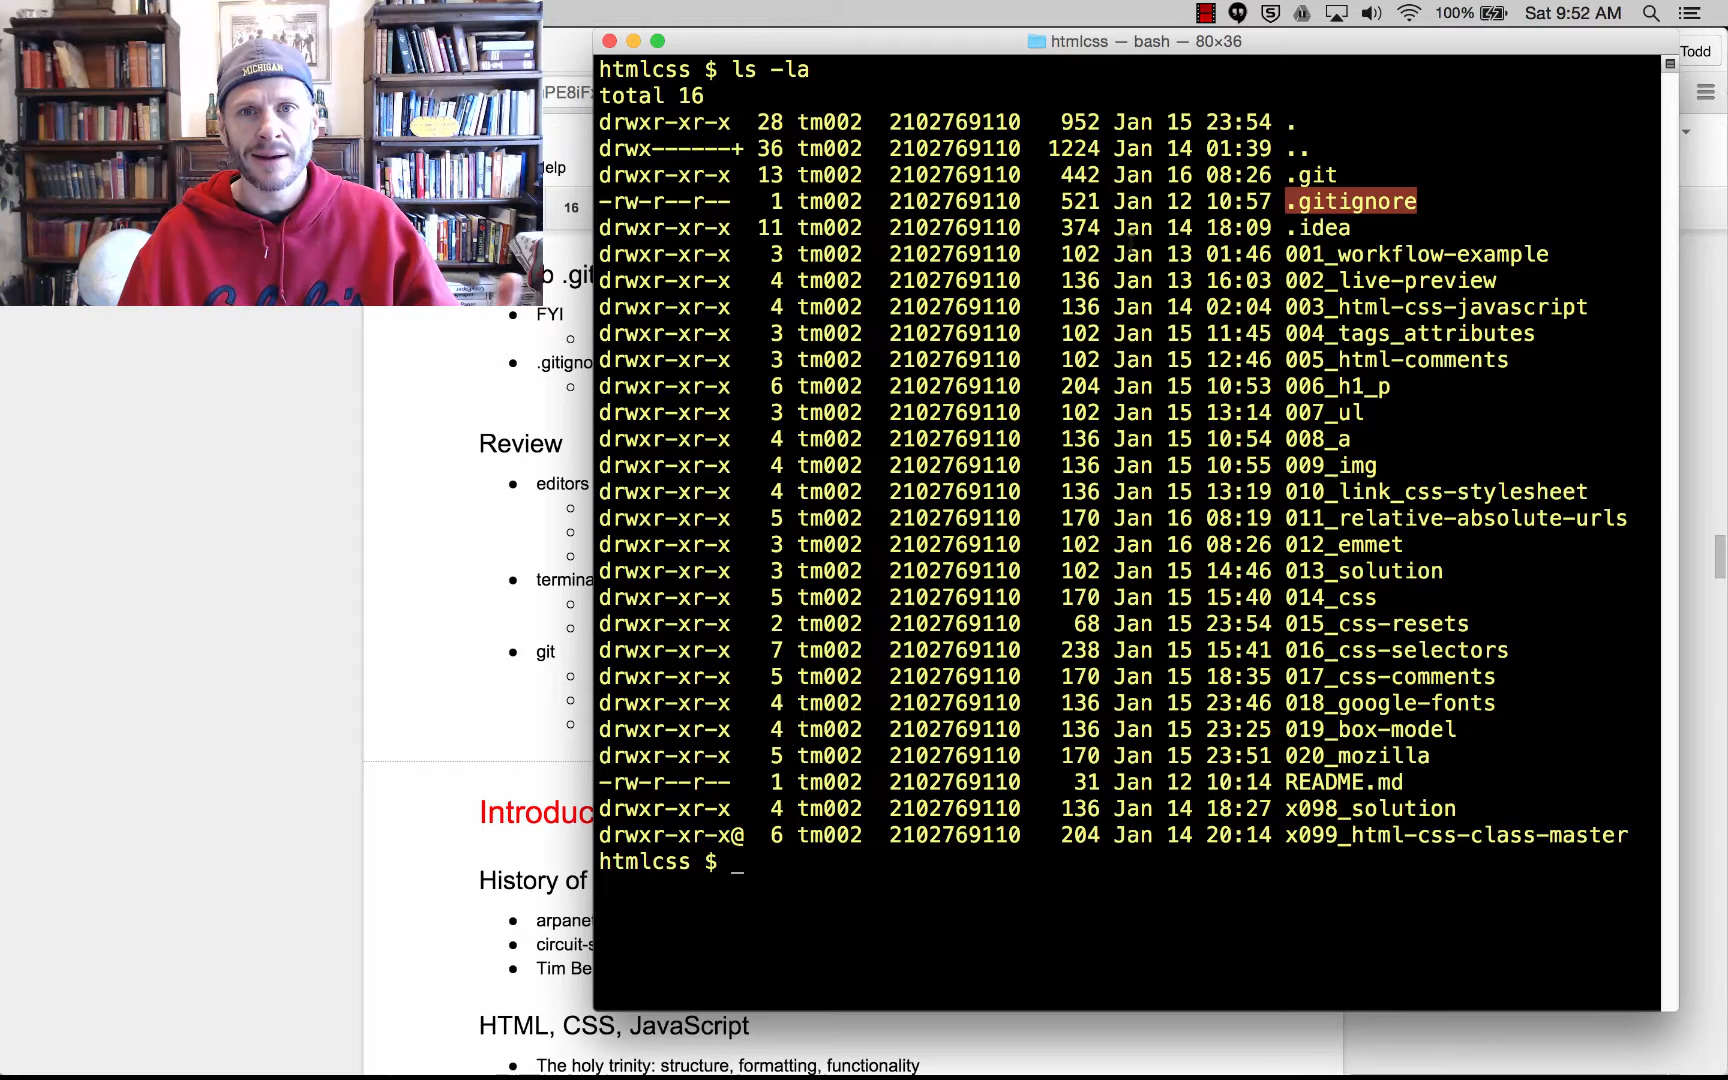 100% Sat 9:52 AM
htmlcss — bash — 80×36
Todd
MICHIGAN
PE8iF
elp
16
b .git
FYI
.gitigno
Review
editors
termina
git
Introduc
History of
arpanet
circuit-s
Tim Be
HTML, CSS, JavaScript
The holy trinity: structure, formatting, functionality
htmlcss $ ls -la
total 16
drwxr-xr-x 28 tm002 2102769110 952 Jan 15 23:54 .
drwx------+ 36 tm002 2102769110 1224 Jan 14 01:39 ..
drwxr-xr-x 13 tm002 2102769110 442 Jan 16 08:26 .git
-rw-r--r-- 1 tm002 2102769110 521 Jan 12 10:57 .gitignore
drwxr-xr-x 11 tm002 2102769110 374 Jan 14 18:09 .idea
drwxr-xr-x 3 tm002 2102769110 102 Jan 13 01:46 001_workflow-example
drwxr-xr-x 4 tm002 2102769110 136 Jan 13 16:03 002_live-preview
drwxr-xr-x 4 tm002 2102769110 136 Jan 14 02:04 003_html-css-javascript
drwxr-xr-x 3 tm002 2102769110 102 Jan 15 11:45 004_tags_attributes
drwxr-xr-x 3 tm002 2102769110 102 Jan 15 12:46 005_html-comments
drwxr-xr-x 6 tm002 2102769110 204 Jan 15 10:53 006_h1_p
drwxr-xr-x 3 tm002 2102769110 102 Jan 15 13:14 007_ul
drwxr-xr-x 4 tm002 2102769110 136 Jan 15 10:54 008_a
drwxr-xr-x 4 tm002 2102769110 136 Jan 15 10:55 009_img
drwxr-xr-x 4 tm002 2102769110 136 Jan 15 13:19 010_link_css-stylesheet
drwxr-xr-x 5 tm002 2102769110 170 Jan 16 08:19 011_relative-absolute-urls
drwxr-xr-x 3 tm002 2102769110 102 Jan 16 08:26 012_emmet
drwxr-xr-x 3 tm002 2102769110 102 Jan 15 14:46 013_solution
drwxr-xr-x 5 tm002 2102769110 170 Jan 15 15:40 014_css
drwxr-xr-x 2 tm002 2102769110 68 Jan 15 23:54 015_css-resets
drwxr-xr-x 7 tm002 2102769110 238 Jan 15 15:41 016_css-selectors
drwxr-xr-x 5 tm002 2102769110 170 Jan 15 18:35 017_css-comments
drwxr-xr-x 4 tm002 2102769110 136 Jan 15 23:46 018_google-fonts
drwxr-xr-x 4 tm002 2102769110 136 Jan 15 23:25 019_box-model
drwxr-xr-x 5 tm002 2102769110 170 Jan 15 23:51 020_mozilla
-rw-r--r-- 1 tm002 2102769110 31 Jan 12 10:14 README.md
drwxr-xr-x 4 tm002 2102769110 136 Jan 14 18:27 x098_solution
drwxr-xr-x@ 6 tm002 2102769110 204 Jan 14 20:14 x099_html-css-class-master
htmlcss $ _